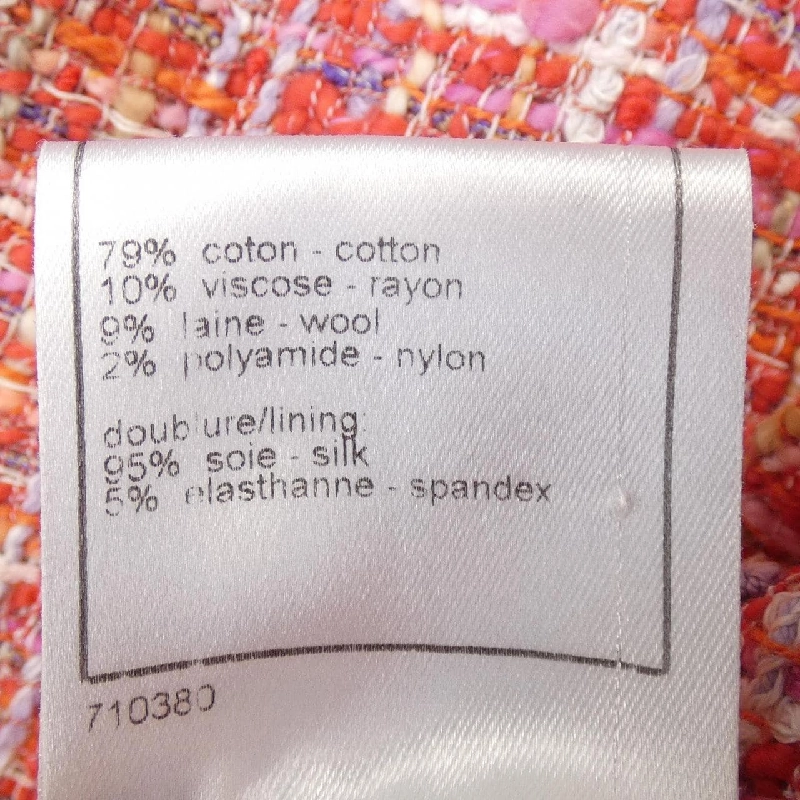 79% coton - cotton
10% viscose - rayon
9% laine - wool
2% polyamide - nylon
doublure/lining:
95% soie - silk
5% elasthanne - spandex
710380